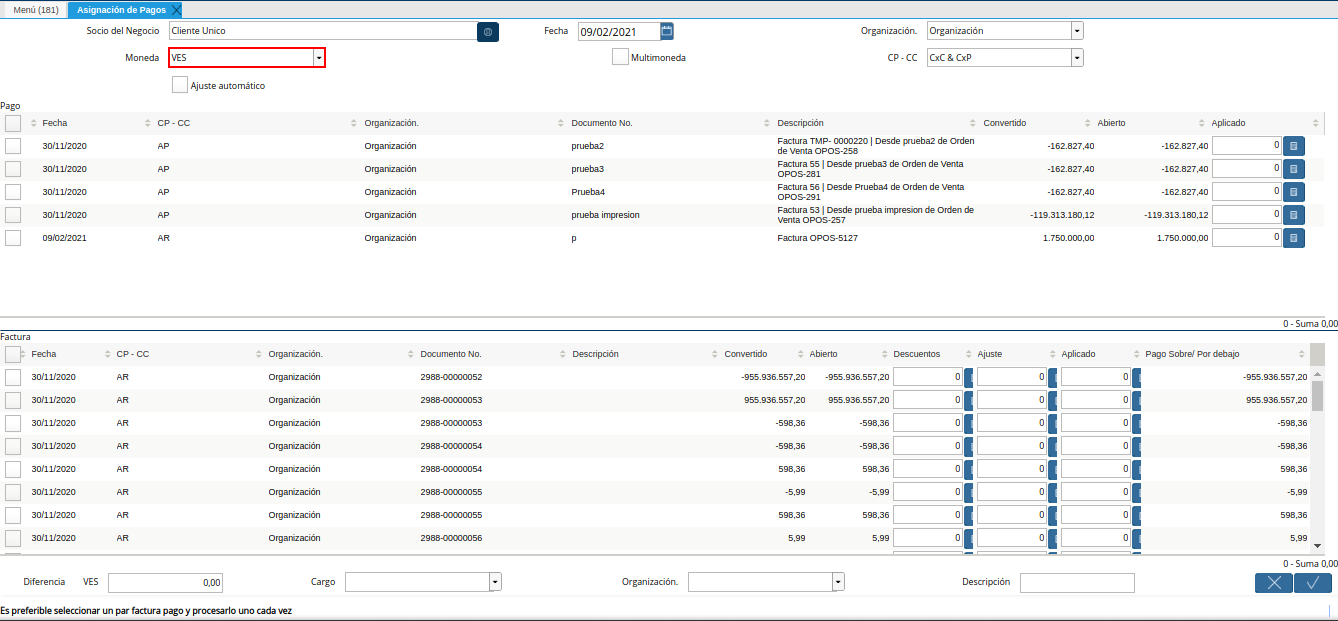 Menú (181) Asignación de Pagos
Socio del Negocio Cliente Unico Fecha 09/02/2021 Organización. Organización
Moneda VES Multimoneda CP - CC CxC & CxP
Ajuste automático
Pago
Fecha CP - CC Organización. Documento No. Descripción Convertido Abierto Aplicado
30/11/2020 AP Organización prueba2 Factura TMP- 0000220 | Desde prueba2 de Orden -162.827,40 -162.827,40 0
de Venta OPOS-258
30/11/2020 AP Organización prueba3 Factura 55 | Desde prueba3 de Orden de Venta -162.827,40 -162.827,40 0
OPOS-281
30/11/2020 AP Organización Prueba4 Factura 56 | Desde Prueba4 de Orden de Venta -162.827,40 -162.827,40 0
OPOS-291
30/11/2020 AP Organización prueba impresion Factura 53 | Desde prueba impresion de Orden de -119.313.180,12 -119.313.180,12 0
Venta OPOS-257
09/02/2021 AR Organización p Factura OPOS-5127 1.750.000,00 1.750.000,00 0
0 - Suma 0,00
Factura
Fecha CP - CC Organización. Documento No. Descripción Convertido Abierto Descuentos Ajuste Aplicado Pago Sobre/ Por debajo
30/11/2020 AR Organización 2988-00000052 -955.936.557,20 -955.936.557,20 0 0 0 -955.936.557,20
30/11/2020 AR Organización 2988-00000053 955.936.557,20 955.936.557,20 0 0 0 955.936.557,20
30/11/2020 AR Organización 2988-00000053 -598,36 -598,36 0 0 0 -598,36
30/11/2020 AR Organización 2988-00000054 -598,36 -598,36 0 0 0 -598,36
30/11/2020 AR Organización 2988-00000054 598,36 598,36 0 0 0 598,36
30/11/2020 AR Organización 2988-00000055 -5,99 -5,99 0 0 0 -5,99
30/11/2020 AR Organización 2988-00000055 598,36 598,36 0 0 0 598,36
30/11/2020 AR Organización 2988-00000056 5,99 5,99 0 0 0 5,99
0 - Suma 0,00
Diferencia VES 0,00 Cargo Organización. Descripción
Es preferible seleccionar un par factura pago y procesarlo uno cada vez